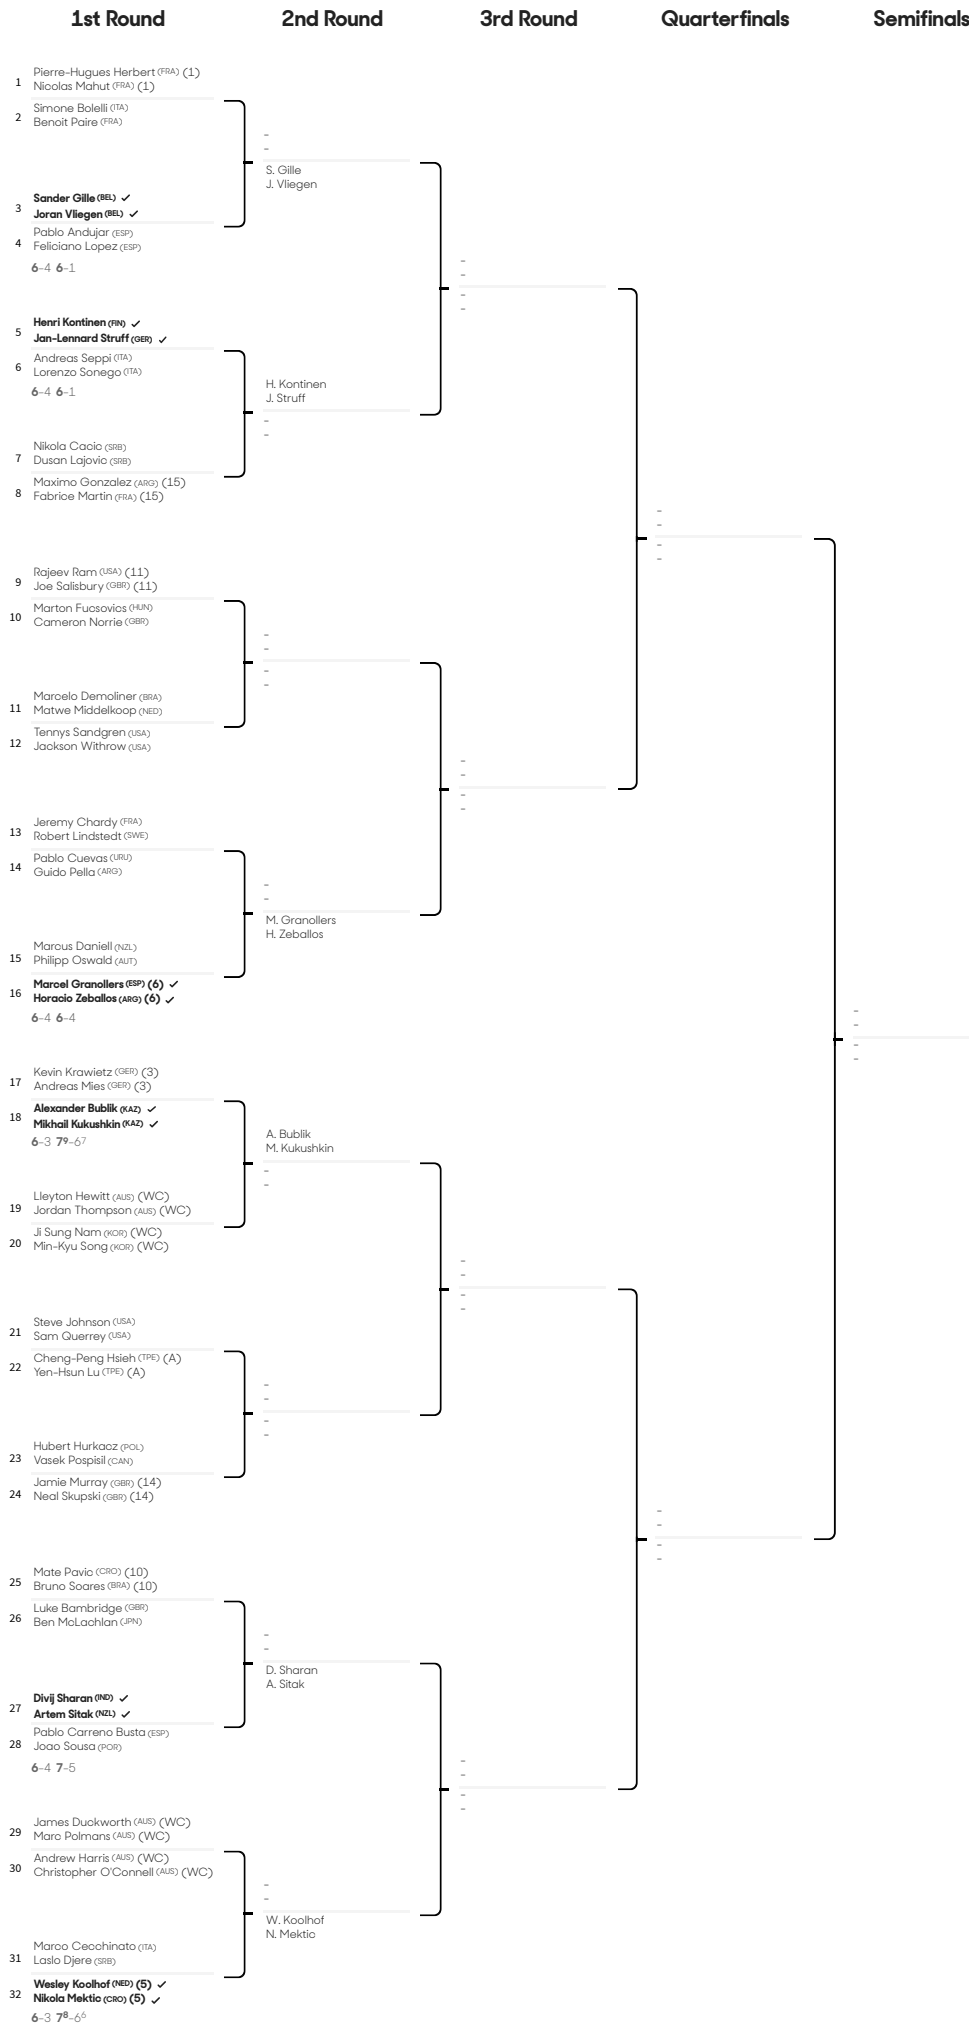 1st Round
2nd Round
3rd Round
Quarterfinals
Semifinals
1
Pierre-Hugues Herbert (FRA) (1)
Nicolas Mahut (FRA) (1)
2
Simone Bolelli (ITA)
Benoit Paire (FRA)
-
-
S. Gille
J. Vliegen
3
Sander Gille (BEL) ✓
Joran Vliegen (BEL) ✓
4
Pablo Andujar (ESP)
Feliciano Lopez (ESP)
6-4 6-1
-
-
-
-
5
Henri Kontinen (FIN) ✓
Jan-Lennard Struff (GER) ✓
6
Andreas Seppi (ITA)
Lorenzo Sonego (ITA)
6-4 6-1
H. Kontinen
J. Struff
-
-
7
Nikola Cacic (SRB)
Dusan Lajovic (SRB)
8
Maximo Gonzalez (ARG) (15)
Fabrice Martin (FRA) (15)
-
-
-
-
9
Rajeev Ram (USA) (11)
Joe Salisbury (GBR) (11)
10
Marton Fucsovics (HUN)
Cameron Norrie (GBR)
-
-
-
-
11
Marcelo Demoliner (BRA)
Matwe Middelkoop (NED)
12
Tennys Sandgren (USA)
Jackson Withrow (USA)
-
-
-
-
13
Jeremy Chardy (FRA)
Robert Lindstedt (SWE)
14
Pablo Cuevas (URU)
Guido Pella (ARG)
-
-
M. Granollers
H. Zeballos
15
Marcus Daniell (NZL)
Philipp Oswald (AUT)
16
Marcel Granollers (ESP) (6) ✓
Horacio Zeballos (ARG) (6) ✓
6-4 6-4
-
-
-
-
17
Kevin Krawietz (GER) (3)
Andreas Mies (GER) (3)
18
Alexander Bublik (KAZ) ✓
Mikhail Kukushkin (KAZ) ✓
6-3 7⁹-6⁷
A. Bublik
M. Kukushkin
-
-
19
Lleyton Hewitt (AUS) (WC)
Jordan Thompson (AUS) (WC)
20
Ji Sung Nam (KOR) (WC)
Min-Kyu Song (KOR) (WC)
-
-
-
-
21
Steve Johnson (USA)
Sam Querrey (USA)
22
Cheng-Peng Hsieh (TPE) (A)
Yen-Hsun Lu (TPE) (A)
-
-
-
-
23
Hubert Hurkacz (POL)
Vasek Pospisil (CAN)
24
Jamie Murray (GBR) (14)
Neal Skupski (GBR) (14)
-
-
-
-
25
Mate Pavic (CRO) (10)
Bruno Soares (BRA) (10)
26
Luke Bambridge (GBR)
Ben McLachlan (JPN)
-
-
D. Sharan
A. Sitak
27
Divij Sharan (IND) ✓
Artem Sitak (NZL) ✓
28
Pablo Carreno Busta (ESP)
Joao Sousa (POR)
6-4 7-5
-
-
-
-
29
James Duckworth (AUS) (WC)
Marc Polmans (AUS) (WC)
30
Andrew Harris (AUS) (WC)
Christopher O'Connell (AUS) (WC)
-
-
W. Koolhof
N. Mektic
31
Marco Cecchinato (ITA)
Laslo Djere (SRB)
32
Wesley Koolhof (NED) (5) ✓
Nikola Mektic (CRO) (5) ✓
6-3 7⁸-6⁶